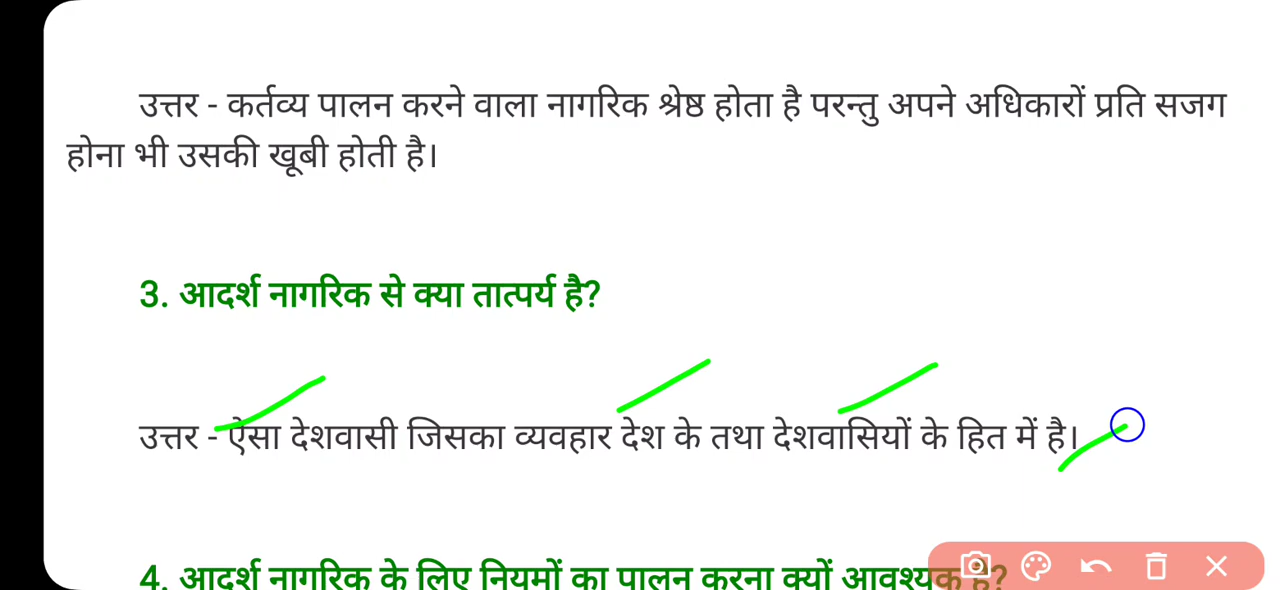 उत्तर - कर्तव्य पालन करने वाला नागरिक श्रेष्ठ होता है परन्तु अपने अधिकारों प्रति सजग
होना भी उसकी खूबी होती है।
3. आदर्श नागरिक से क्या तात्पर्य है?
उत्तर - ऐसा देशवासी जिसका व्यवहार देश के तथा देशवासियों के हित में है।
4. आदर्श नागरिक के लिए नियमों का पालन करना क्यों आवश्यक है?